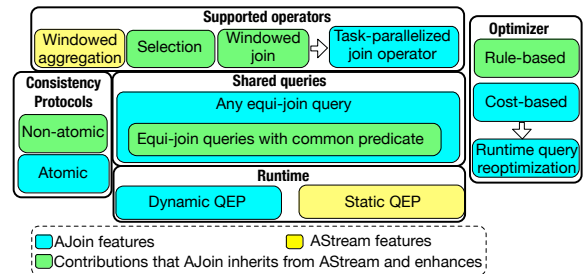 Supported operators
Windowed
aggregation
Selection
Windowed
join
Task-parallelized
join operator
Optimizer
Rule-based
Cost-based
Runtime query
reoptimization
Consistency
Protocols
Non-atomic
Atomic
Shared queries
Any equi-join query
Equi-join queries with common predicate
Runtime
Dynamic QEP
Static QEP
AJoin features
AStream features
Contributions that AJoin inherits from AStream and enhances